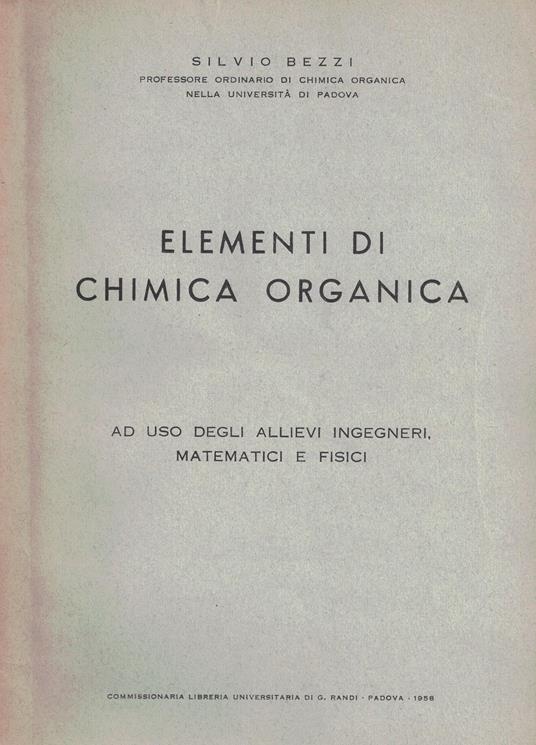 SILVIO BEZZI
PROFESSORE ORDINARIO DI CHIMICA ORGANICA
NELLA UNIVERSITÀ DI PADOVA
ELEMENTI DI
CHIMICA ORGANICA
AD USO DEGLI ALLIEVI INGEGNERI,
MATEMATICI E FISICI
COMMISSIONARIA LIBRERIA UNIVERSITARIA DI G. RANDI - PADOVA - 1958